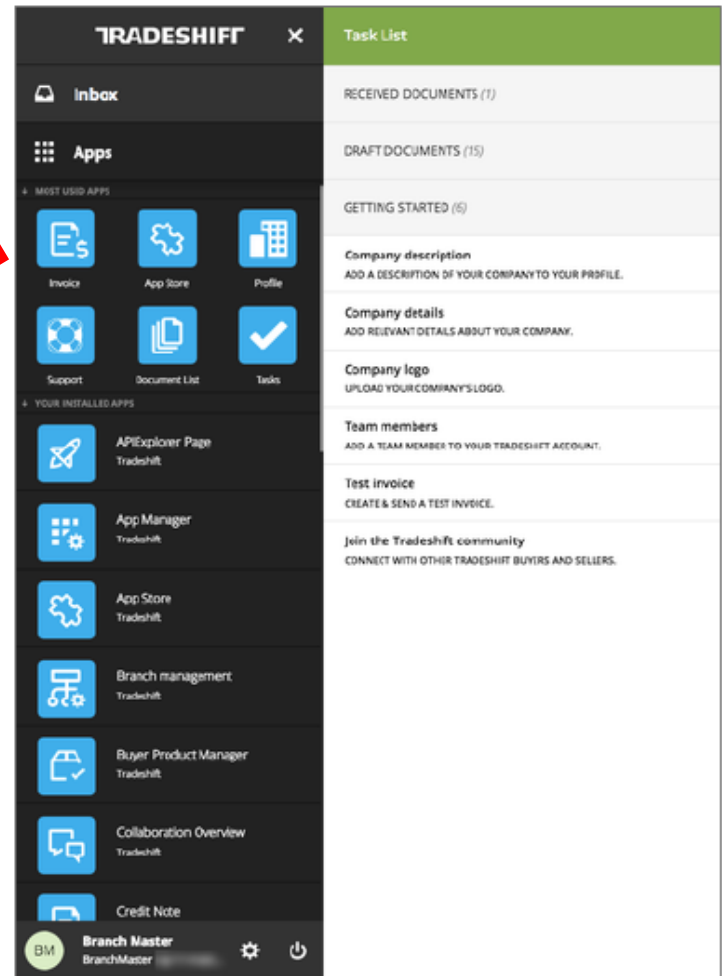 TRADESHIFT
Inbox
Apps
MOST USED APPS
Invoice
App Store
Profile
Support
Document List
Tasks
YOUR INSTALLED APPS
APIExplorer Page
Tradeshift
App Manager
Tradeshift
App Store
Tradeshift
Branch management
Tradeshift
Buyer Product Manager
Tradeshift
Collaboration Overview
Tradeshift
Credit Note
BM
Branch Master
BranchMaster
Task List
RECEIVED DOCUMENTS (1)
DRAFT DOCUMENTS (15)
GETTING STARTED (6)
Company description
ADD A DESCRIPTION OF YOUR COMPANY TO YOUR PROFILE.
Company details
ADD RELEVANT DETAILS ABOUT YOUR COMPANY.
Company logo
UPLOAD YOUR COMPANY'S LOGO.
Team members
ADD A TEAM MEMBER TO YOUR TRADESHIFT ACCOUNT.
Test invoice
CREATE & SEND A TEST INVOICE.
Join the Tradeshift community
CONNECT WITH OTHER TRADESHIFT BUYERS AND SELLERS.